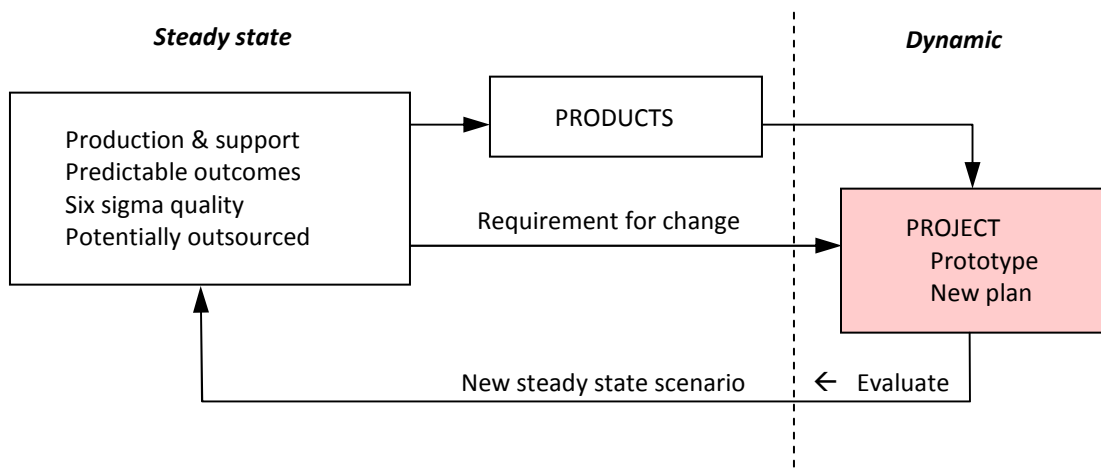 Steady state
Dynamic
PRODUCTS
Production & support
Predictable outcomes
Six sigma quality
Potentially outsourced
Requirement for change
PROJECT
Prototype
New plan
New steady state scenario
← Evaluate